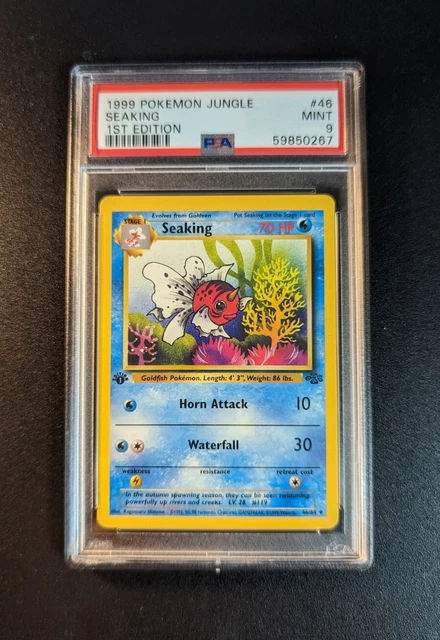 1999 POKEMON JUNGLE #46
SEAKING MINT
1ST EDITION PSA 9
59850267
Evolves from Goldeen Put Seaking on the Stage 1 card
STAGE 1 Seaking 70 HP
Goldfish Pokémon. Length: 4' 3", Weight: 86 lbs.
Horn Attack 10
Waterfall 30
weakness resistance retreat cost
In the autumn spawning season, they can be seen swimming
powerfully up rivers and creeks. LV. 28 #119
46/64